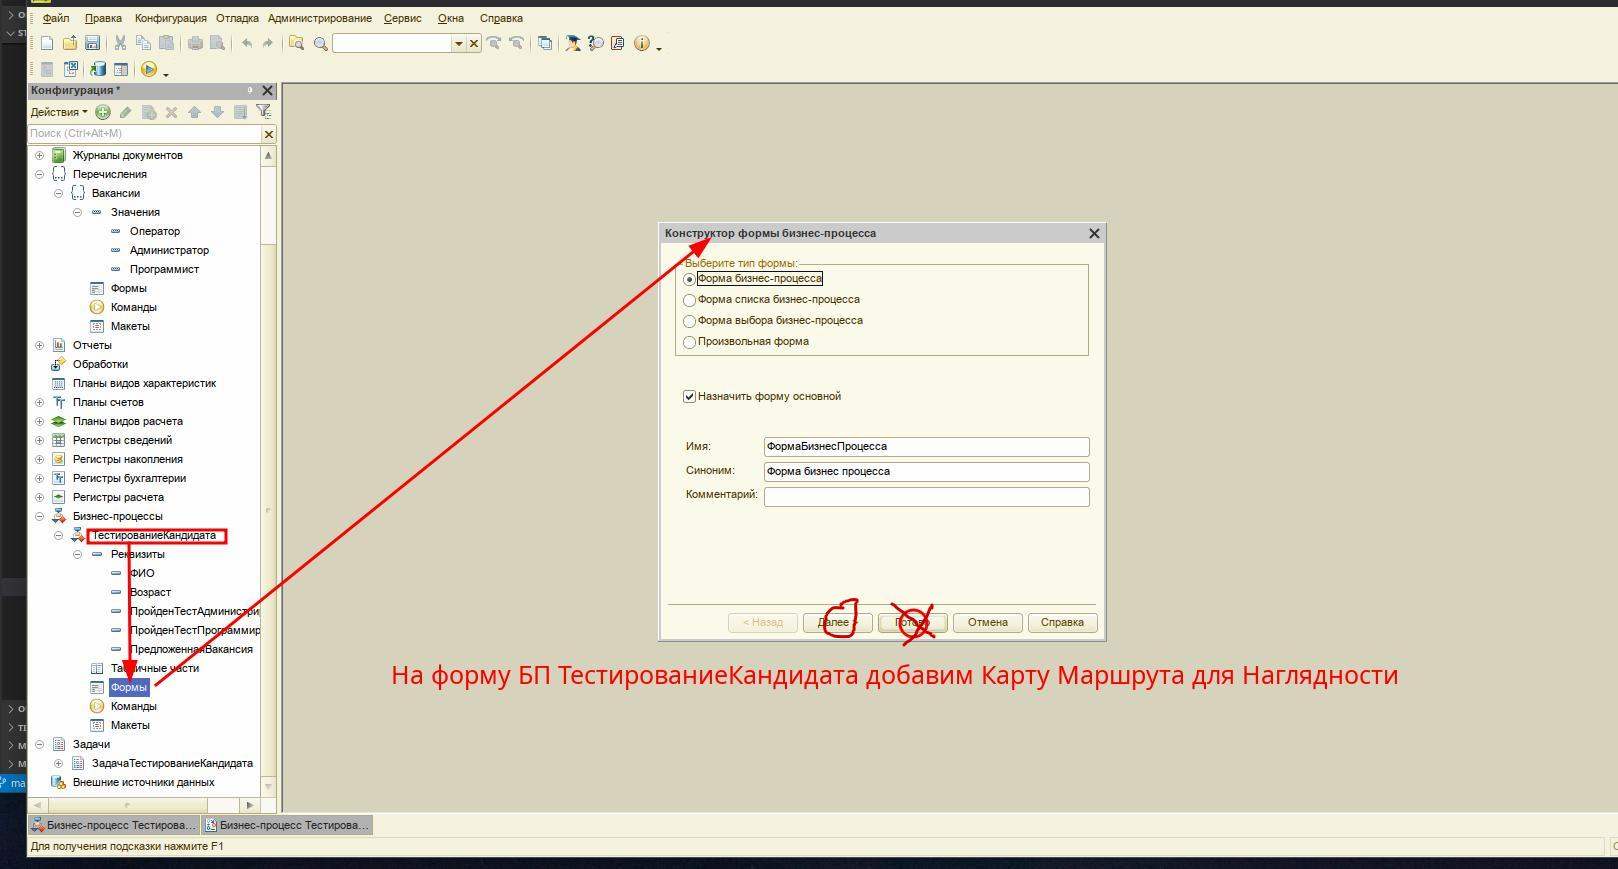 Файл Правка Конфигурация Отладка Администрирование Сервис Окна Справка
Конфигурация *
Действия
Поиск (Ctrl+Alt+M)
Журналы документов
Перечисления
Вакансии
Значения
Оператор
Администратор
Программист
Формы
Команды
Макеты
Отчеты
Обработки
Планы видов характеристик
Планы счетов
Планы видов расчета
Регистры сведений
Регистры накопления
Регистры бухгалтерии
Регистры расчета
Бизнес-процессы
ТестированиеКандидата
Реквизиты
ФИО
Возраст
ПройденТестАдминистри
ПройденТестПрограммир
ПредложеннаяВакансия
Табличные части
Формы
Команды
Макеты
Задачи
ЗадачаТестированиеКандидата
Внешние источники данных
Конструктор формы бизнес-процесса
Выберите тип формы:
Форма бизнес-процесса
Форма списка бизнес-процесса
Форма выбора бизнес-процесса
Произвольная форма
Назначить форму основной
Имя: ФормаБизнесПроцесса
Синоним: Форма бизнес процесса
Комментарий:
< Назад Далее > Готово Отмена Справка
На форму БП ТестированиеКандидата добавим Карту Маршрута для Наглядности
Бизнес-процесс Тестирова... Бизнес-процесс Тестирова...
Для получения подсказки нажмите F1